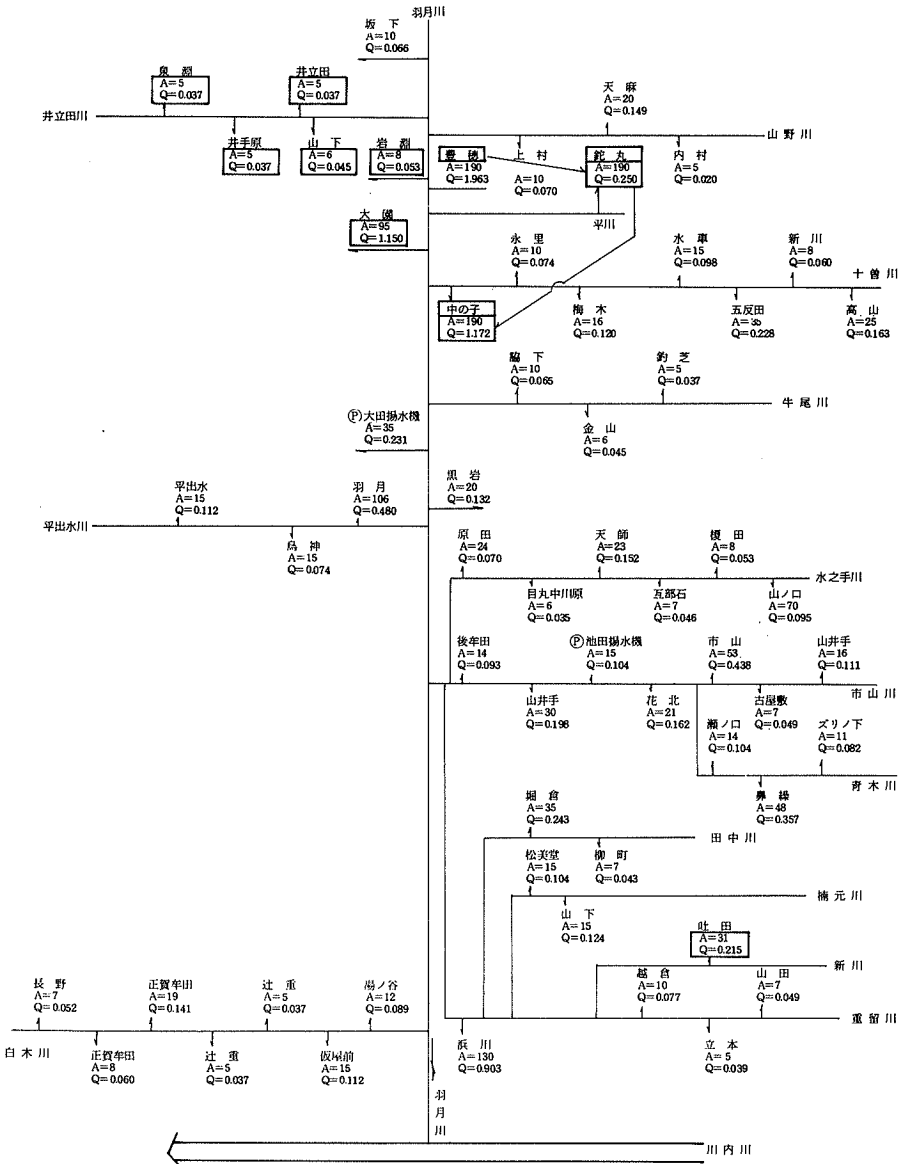 羽月川
坂下
A=10
Q=0.066
泉淵
A=5
Q=0.037
井立田
A=5
Q=0.037
井立田川
井手原
A=5
Q=0.037
山下
A=6
Q=0.045
岩淵
A=8
Q=0.053
天麻
A=20
Q=0.149
山野川
豊穂
A=190
Q=1.963
上村
A=10
Q=0.070
鉈丸
A=190
Q=0.250
内村
A=5
Q=0.020
平川
大園
A=95
Q=1.150
永里
A=10
Q=0.074
水車
A=15
Q=0.098
新川
A=8
Q=0.060
十曽川
中の子
A=190
Q=1.172
梅木
A=16
Q=0.120
五反田
A=35
Q=0.228
高山
A=25
Q=0.163
脇下
A=10
Q=0.065
釣芝
A=5
Q=0.037
牛尾川
金山
A=6
Q=0.045
Ⓟ大田揚水機
A=35
Q=0.231
黒岩
A=20
Q=0.132
平出水
A=15
Q=0.112
羽月
A=106
Q=0.480
平出水川
鳥神
A=15
Q=0.074
原田
A=24
Q=0.070
天師
A=23
Q=0.152
榎田
A=8
Q=0.053
水之手川
目丸中川原
A=6
Q=0.035
瓦部石
A=7
Q=0.046
山ノ口
A=70
Q=0.095
後牟田
A=14
Q=0.093
Ⓟ池田揚水機
A=15
Q=0.104
市山
A=53
Q=0.438
山井手
A=16
Q=0.111
市山川
山井手
A=30
Q=0.198
花北
A=21
Q=0.162
古屋敷
A=7
Q=0.049
瀬ノ口
A=14
Q=0.104
ズリノ下
A=11
Q=0.082
青木川
鼻繰
A=48
Q=0.357
堀倉
A=35
Q=0.243
田中川
柳町
A=7
Q=0.043
松美堂
A=15
Q=0.104
楠元川
山下
A=15
Q=0.124
吐田
A=31
Q=0.215
新川
越倉
A=10
Q=0.077
山田
A=7
Q=0.049
重留川
浜川
A=130
Q=0.903
立本
A=5
Q=0.039
長野
A=7
Q=0.052
正賀牟田
A=19
Q=0.141
辻重
A=5
Q=0.037
湯ノ谷
A=12
Q=0.089
白木川
正賀牟田
A=8
Q=0.060
辻重
A=5
Q=0.037
仮屋前
A=15
Q=0.112
羽月川
川内川